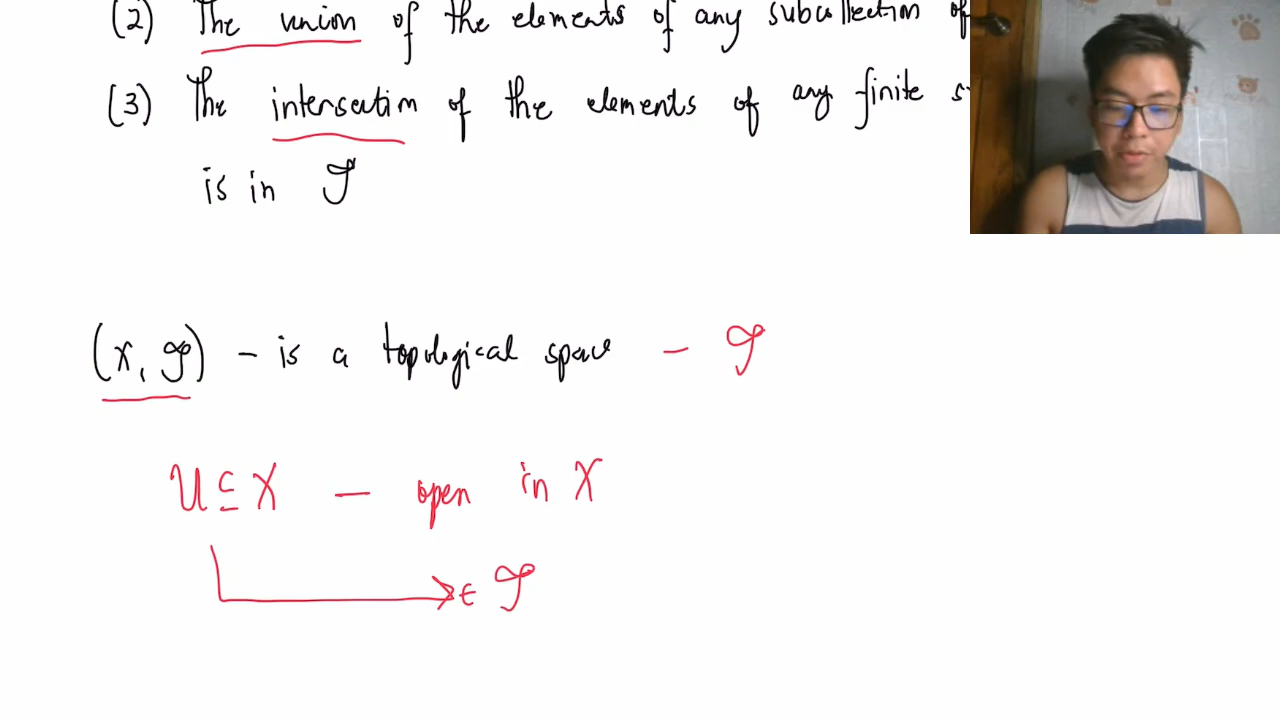 (2) The union of the elements of any subcollection of
(3) The intersection of the elements of any finite
is in 𝒯
(X, 𝒯) - is a topological space - 𝒯
U ⊆ X - open in X
∈ 𝒯